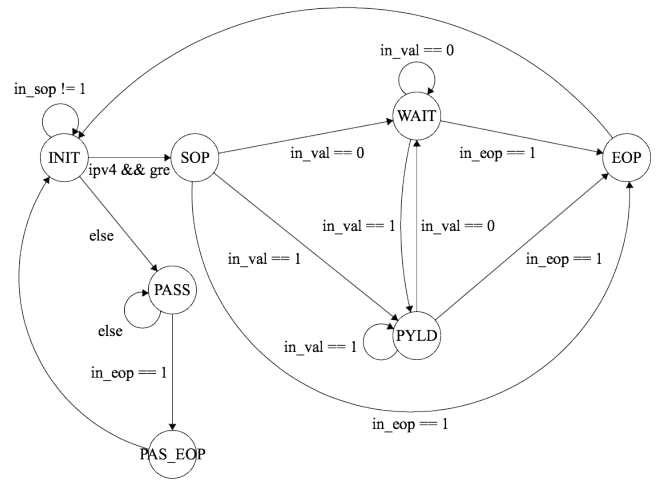 in_val == 0
in_sop != 1
WAIT
INIT
SOP
EOP
ipv4 && gre
in_val == 0
in_eop == 1
else
in_val == 1
in_val == 0
in_val == 1
in_eop == 1
PASS
else
PYLD
in_val == 1
in_eop == 1
in_eop == 1
PAS_EOP